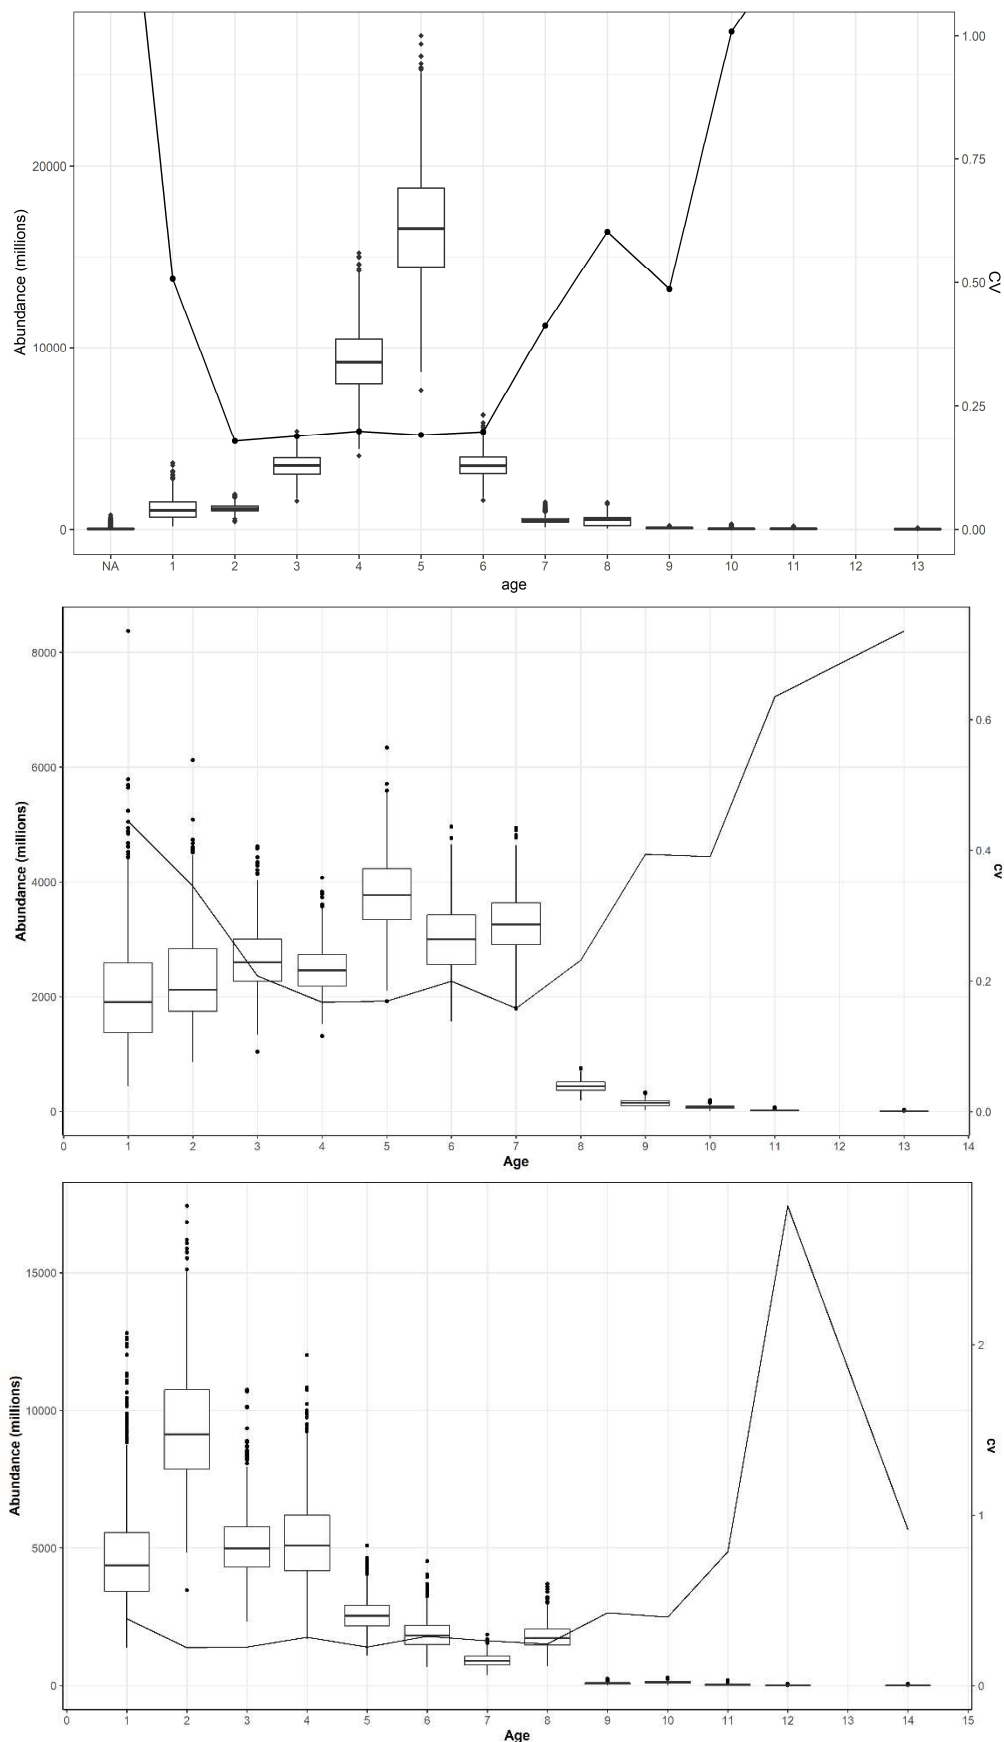 1.00
0.75
20000
Abundance (millions)
0.50
CV
10000
0.25
0
0.00
NA 1 2 3 4 5 6 7 8 9 10 11 12 13
age
8000
0.6
6000
Abundance (millions)
0.4
cv
4000
0.2
2000
0
0.0
0 1 2 3 4 5 6 7 8 9 10 11 12 13 14
Age
15000
2
Abundance (millions)
10000
cv
1
5000
0
0
0 1 2 3 4 5 6 7 8 9 10 11 12 13 14 15
Age